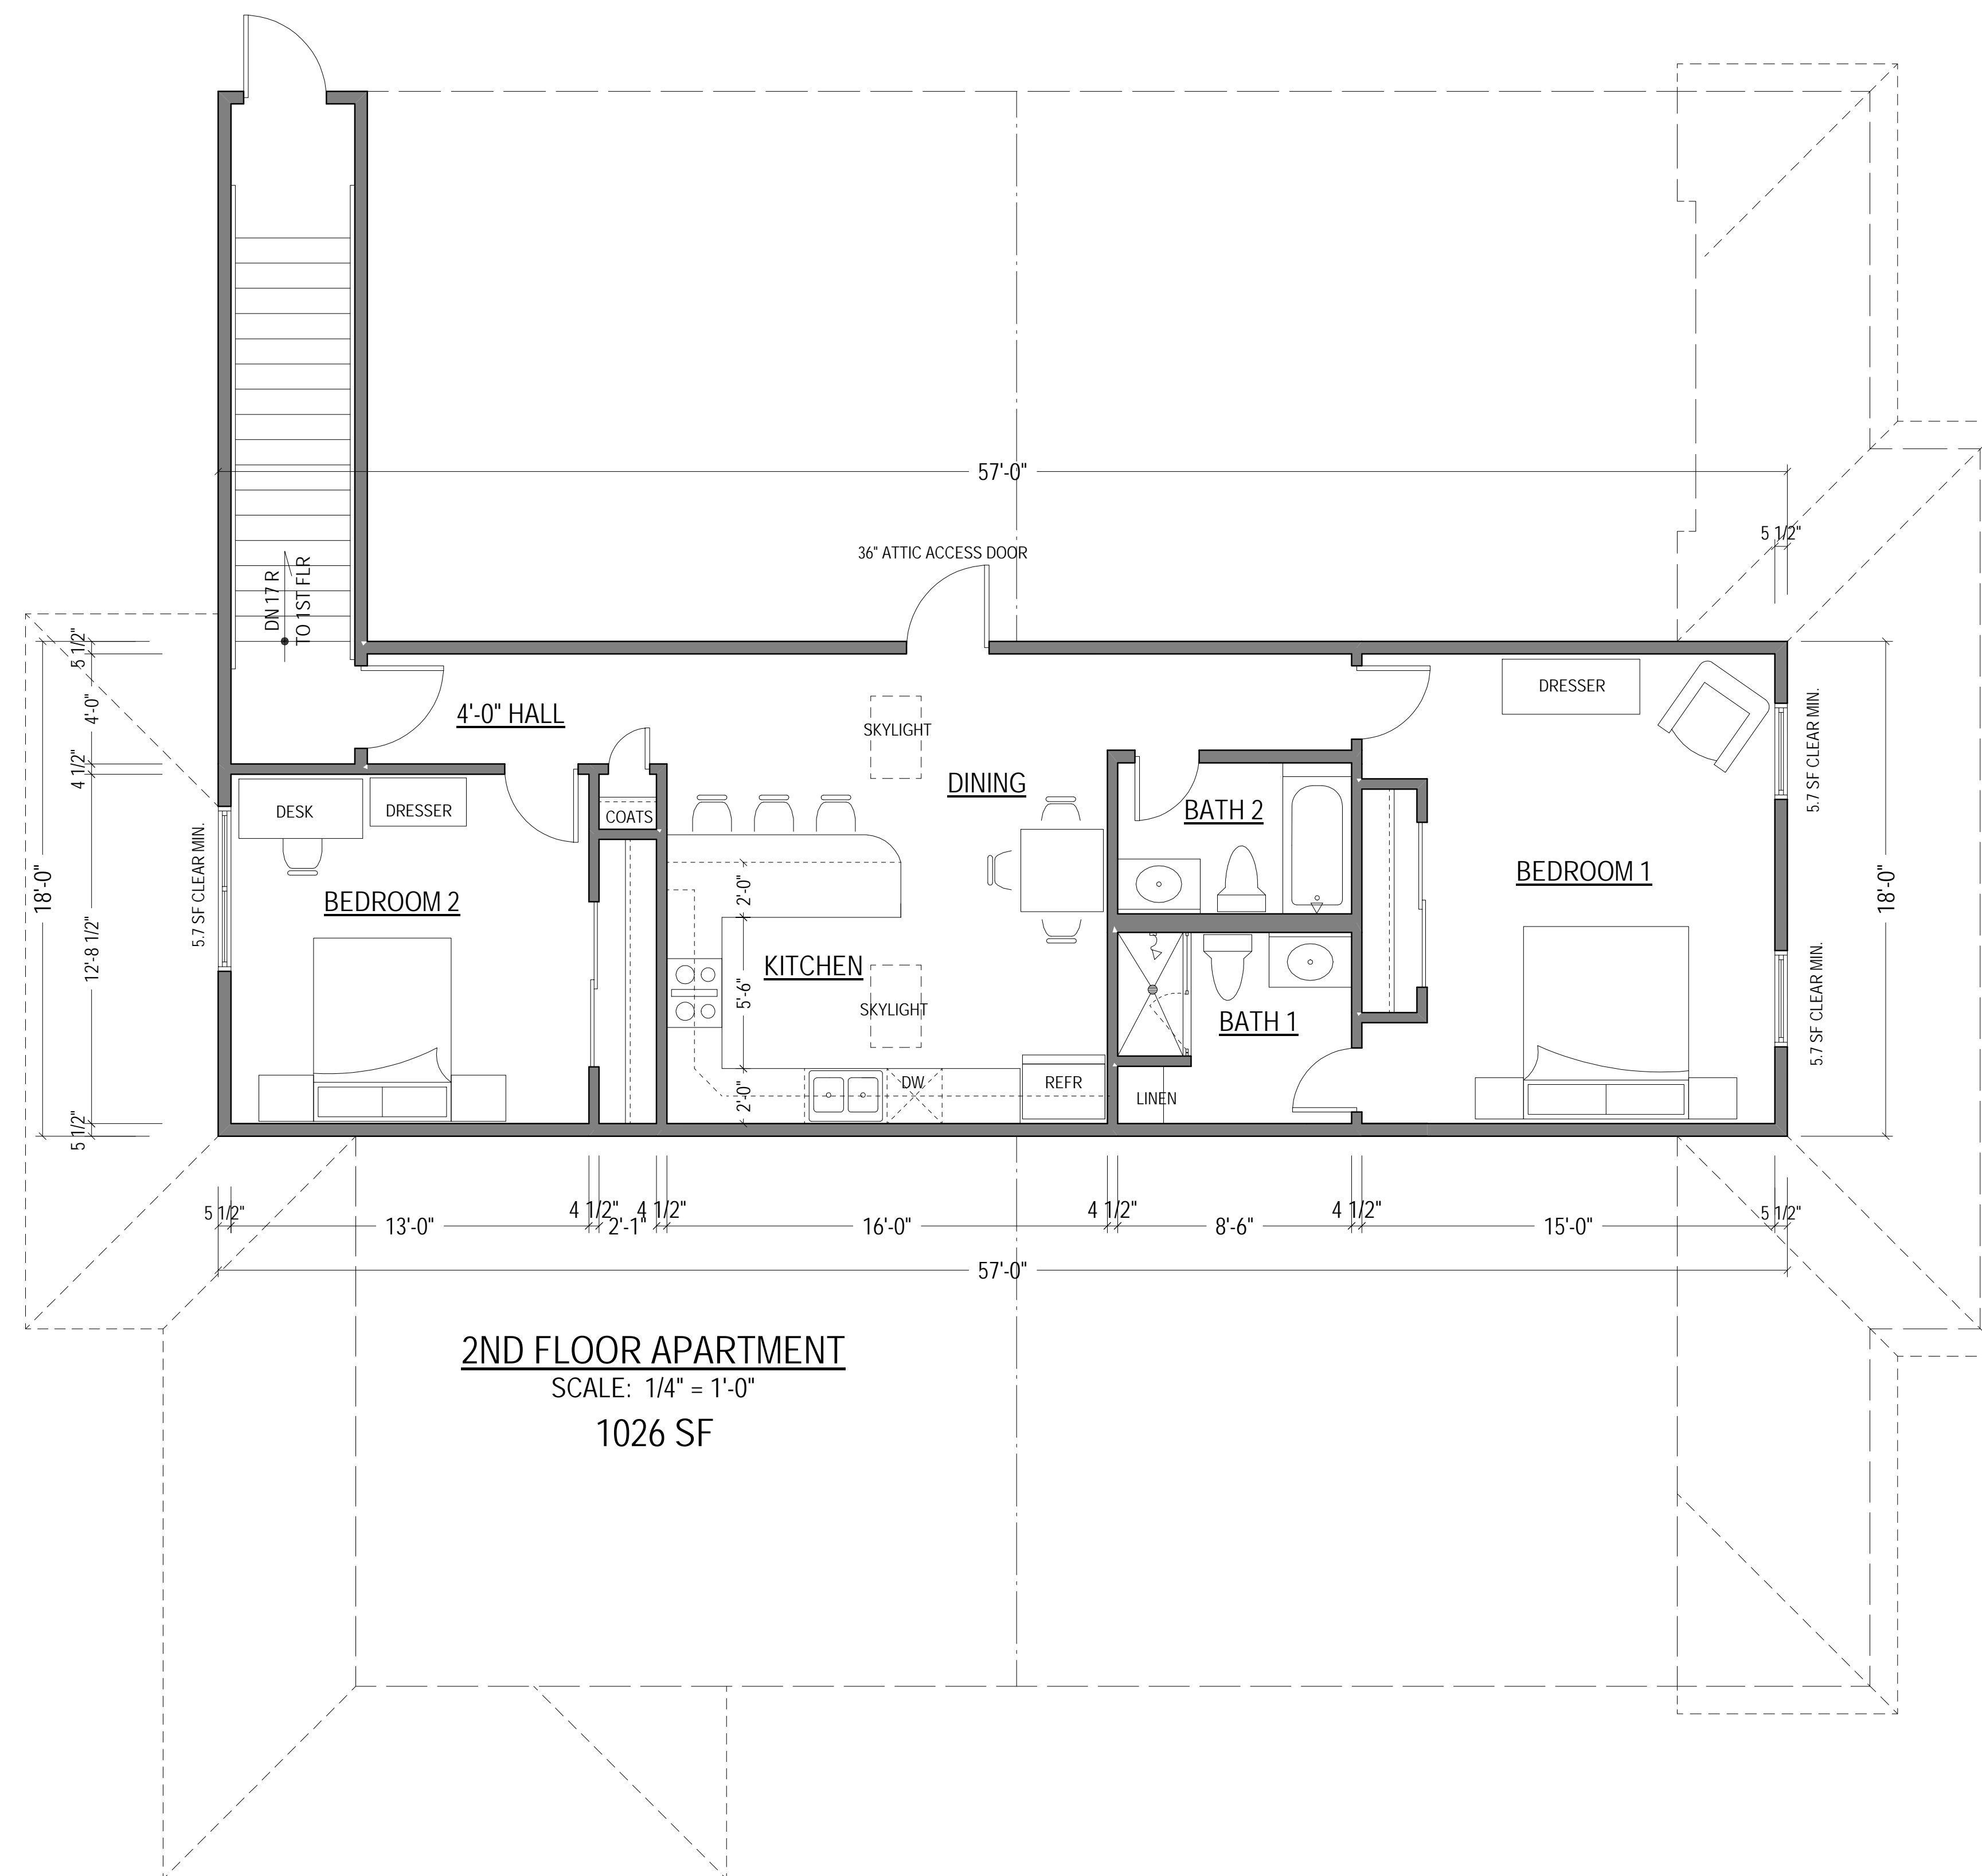 57'-0"
5 1/2"
36" ATTIC ACCESS DOOR
DN 17 R
TO 1ST FLR
5 1/2"
4'-0"
4 1/2"
18'-0"
12'-8 1/2"
5 1/2"
4'-0" HALL
SKYLIGHT
DRESSER
5.7 SF CLEAR MIN.
DINING
DESK
DRESSER
COATS
BATH 2
5.7 SF CLEAR MIN.
BEDROOM 2
2'-0"
BEDROOM 1
18'-0"
KITCHEN
5'-6"
SKYLIGHT
BATH 1
5.7 SF CLEAR MIN.
2'-0"
DW
REFR
LINEN
5 1/2"
13'-0"
4 1/2"
2'-1"
4 1/2"
16'-0"
4 1/2"
8'-6"
4 1/2"
15'-0"
5 1/2"
57'-0"
2ND FLOOR APARTMENT
SCALE: 1/4" = 1'-0"
1026 SF